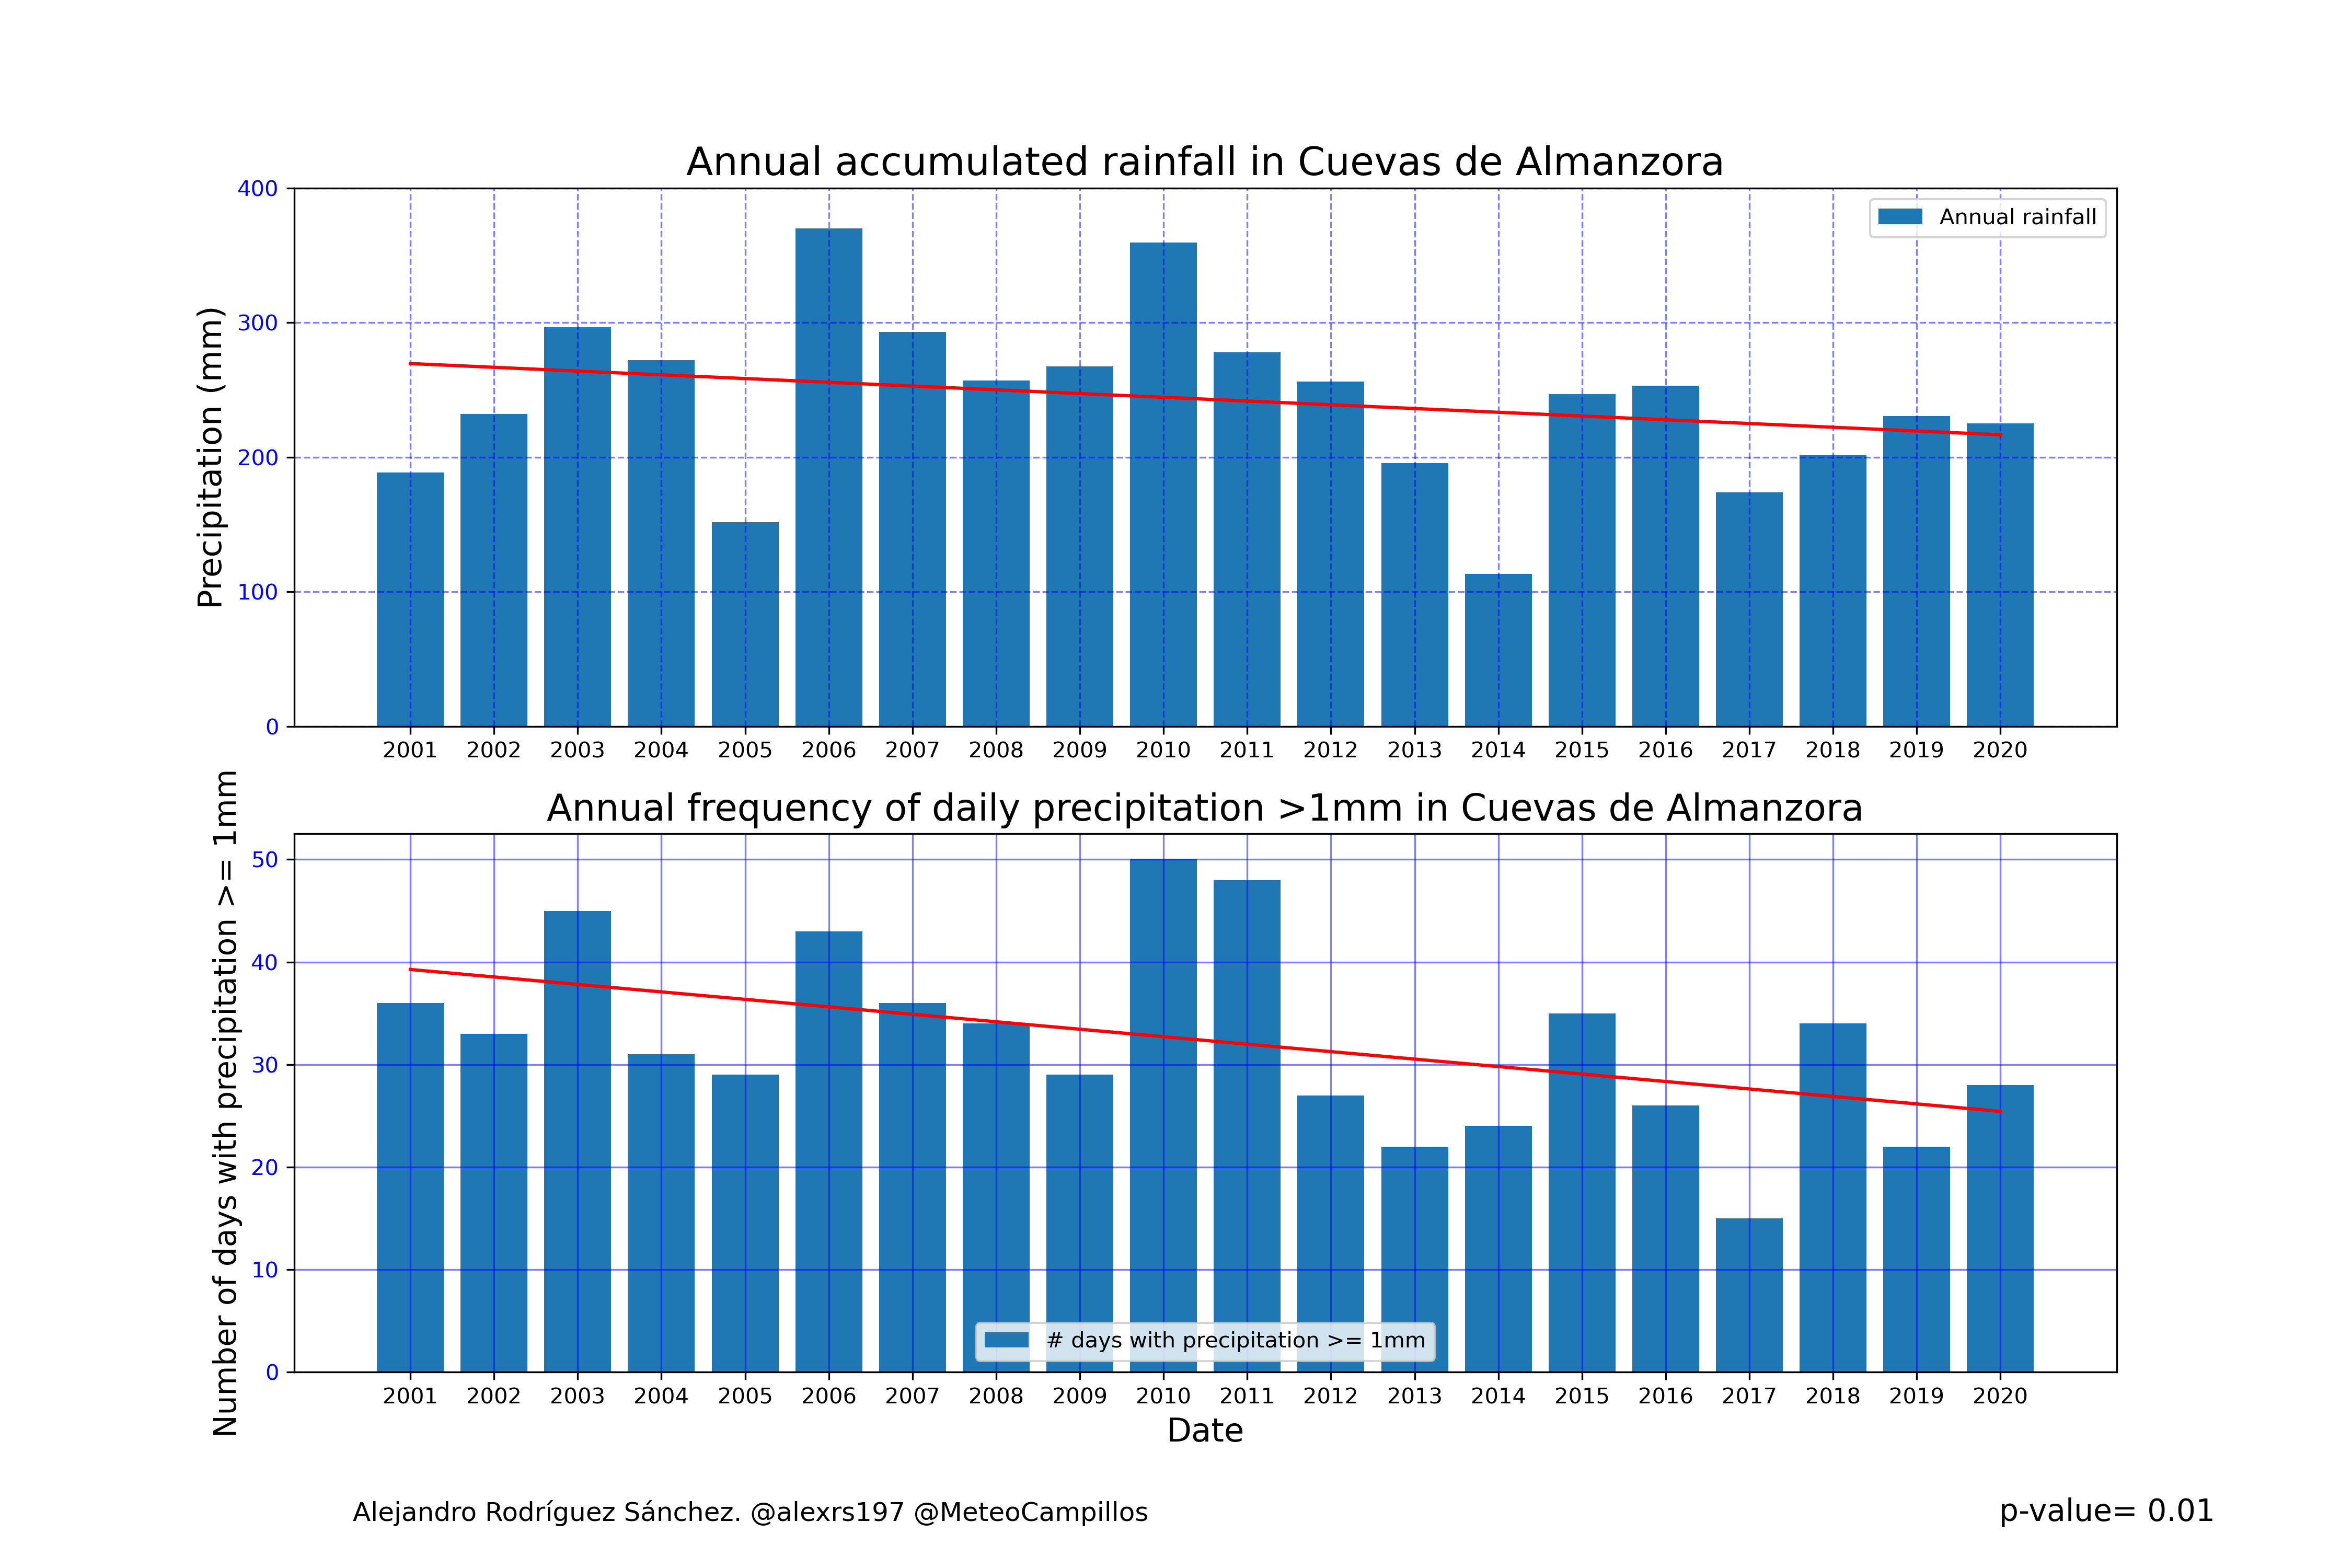 Annual accumulated rainfall in Cuevas de Almanzora
400
300
200
100
0
Precipitation (mm)
Annual rainfall
2001 2002 2003 2004 2005 2006 2007 2008 2009 2010 2011 2012 2013 2014 2015 2016 2017 2018 2019 2020
Annual frequency of daily precipitation >1mm in Cuevas de Almanzora
50
40
30
20
10
0
Number of days with precipitation >= 1mm
# days with precipitation >= 1mm
2001 2002 2003 2004 2005 2006 2007 2008 2009 2010 2011 2012 2013 2014 2015 2016 2017 2018 2019 2020
Date
Alejandro Rodríguez Sánchez. @alexrs197 @MeteoCampillos
p-value= 0.01